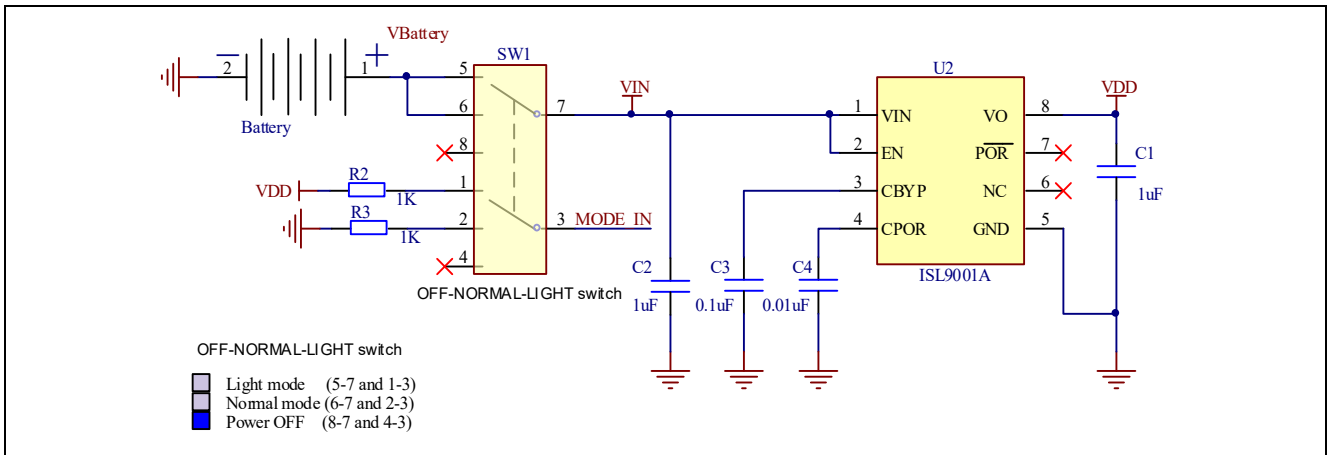 VBattery
2
1
Battery
SW1
5
6
8
1
2
4
7
3
VDD
R2
1K
R3
1K
MODE_IN
OFF-NORMAL-LIGHT switch
VIN
U2
1 VIN
2 EN
3 CBYP
4 CPOR
VO 8
POR 7
NC 6
GND 5
ISL9001A
VDD
C1
1uF
C2
1uF
C3
0.1uF
C4
0.01uF
OFF-NORMAL-LIGHT switch
Light mode (5-7 and 1-3)
Normal mode (6-7 and 2-3)
Power OFF (8-7 and 4-3)